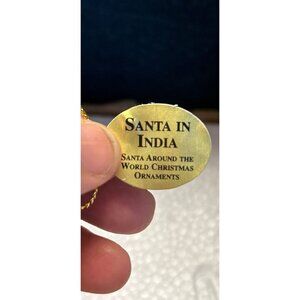 SANTA IN
INDIA
SANTA AROUND THE
WORLD CHRISTMAS
ORNAMENTS